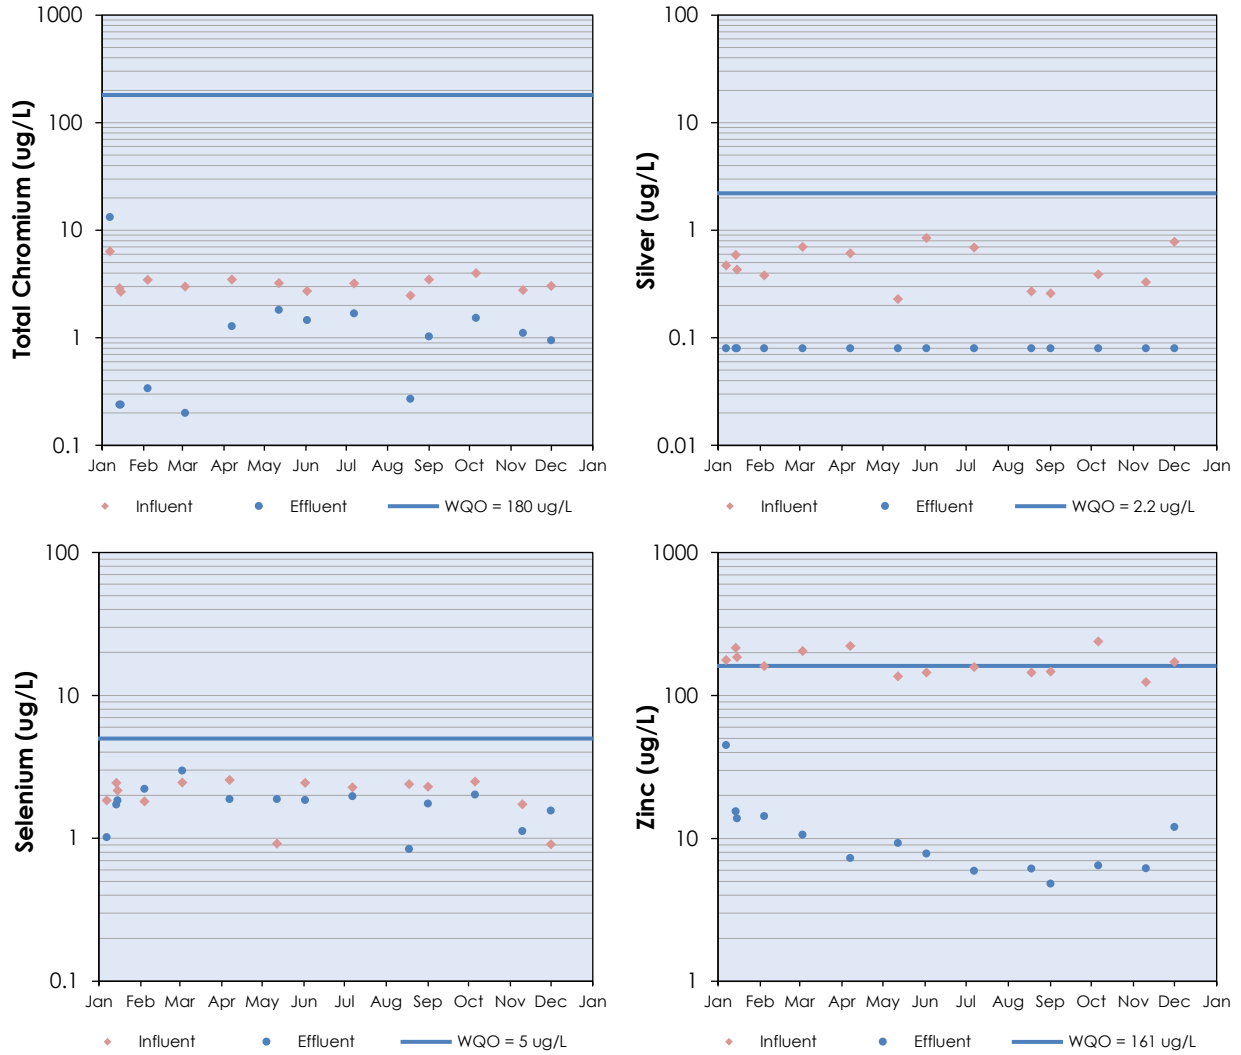 Total Chromium (ug/L)
1000
100
10
1
0.1
Jan Feb Mar Apr May Jun Jul Aug Sep Oct Nov Dec Jan
Influent Effluent WQO = 180 ug/L
Silver (ug/L)
100
10
1
0.1
0.01
Jan Feb Mar Apr May Jun Jul Aug Sep Oct Nov Dec Jan
Influent Effluent WQO = 2.2 ug/L
Selenium (ug/L)
100
10
1
0.1
Jan Feb Mar Apr May Jun Jul Aug Sep Oct Nov Dec Jan
Influent Effluent WQO = 5 ug/L
Zinc (ug/L)
1000
100
10
1
Jan Feb Mar Apr May Jun Jul Aug Sep Oct Nov Dec Jan
Influent Effluent WQO = 161 ug/L